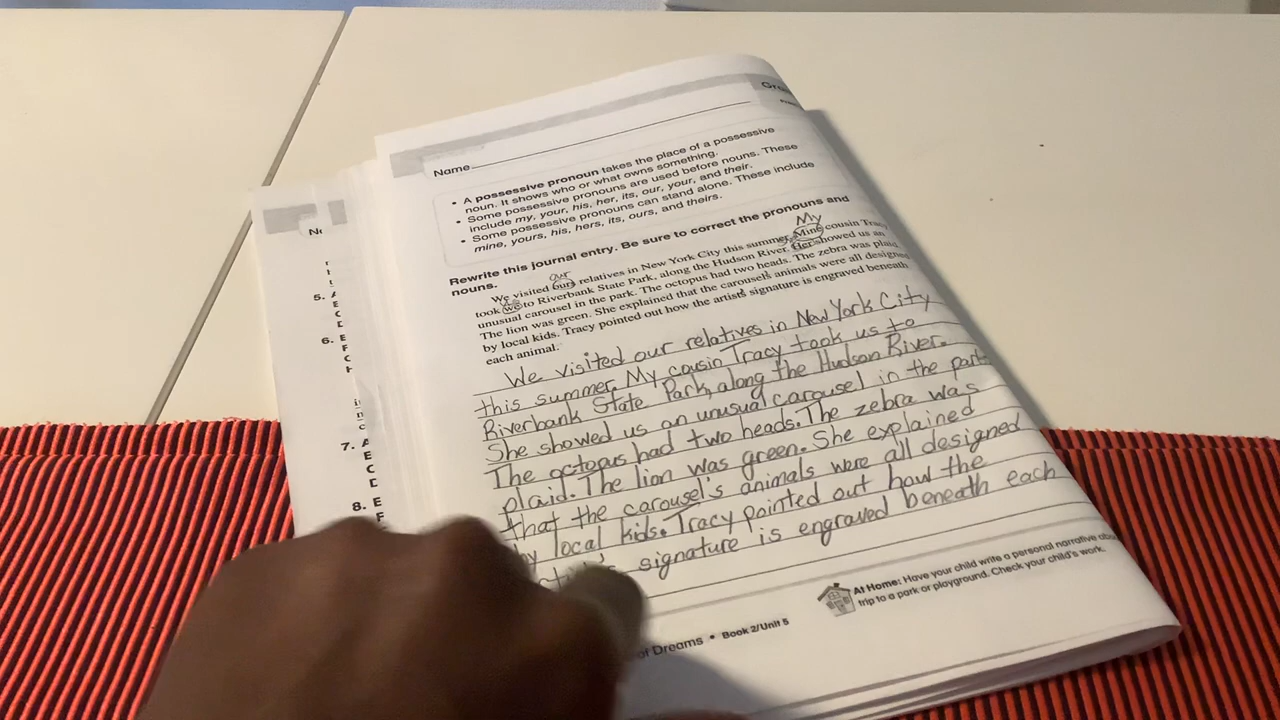 Name
• A possessive pronoun takes the place of a possessive
noun. It shows who or what owns something.
• Some possessive pronouns are used before nouns. These
include my, your, his, her, its, our, your, and their.
• Some possessive pronouns can stand alone. These include
mine, yours, his, hers, its, ours, and theirs.
Rewrite this journal entry. Be sure to correct the pronouns and
nouns.
our
My
We visited ours relatives in New York City this summer. Mine cousin Tracy
took we to Riverbank State Park, along the Hudson River. Her showed us an
unusual carousel in the park. The octopus had two heads. The zebra was plaid.
The lion was green. She explained that the carousel's animals were all designed
by local kids. Tracy pointed out how the artist's signature is engraved beneath
each animal.
We visited our relatives in New York City
this summer. My cousin Tracy took us to
Riverbank State Park, along the Hudson River.
She showed us an unusual carousel in the park
The octopus had two heads. The zebra was
plaid. The lion was green. She explained
that the carousel's animals were all designed
by local kids. Tracy pointed out how the
signature is engraved beneath each
At Home: Have your child write a personal narrative
trip to a park or playground. Check your child's work.
of Dreams • Book 2/Unit 5
5.
6.
7.
8.